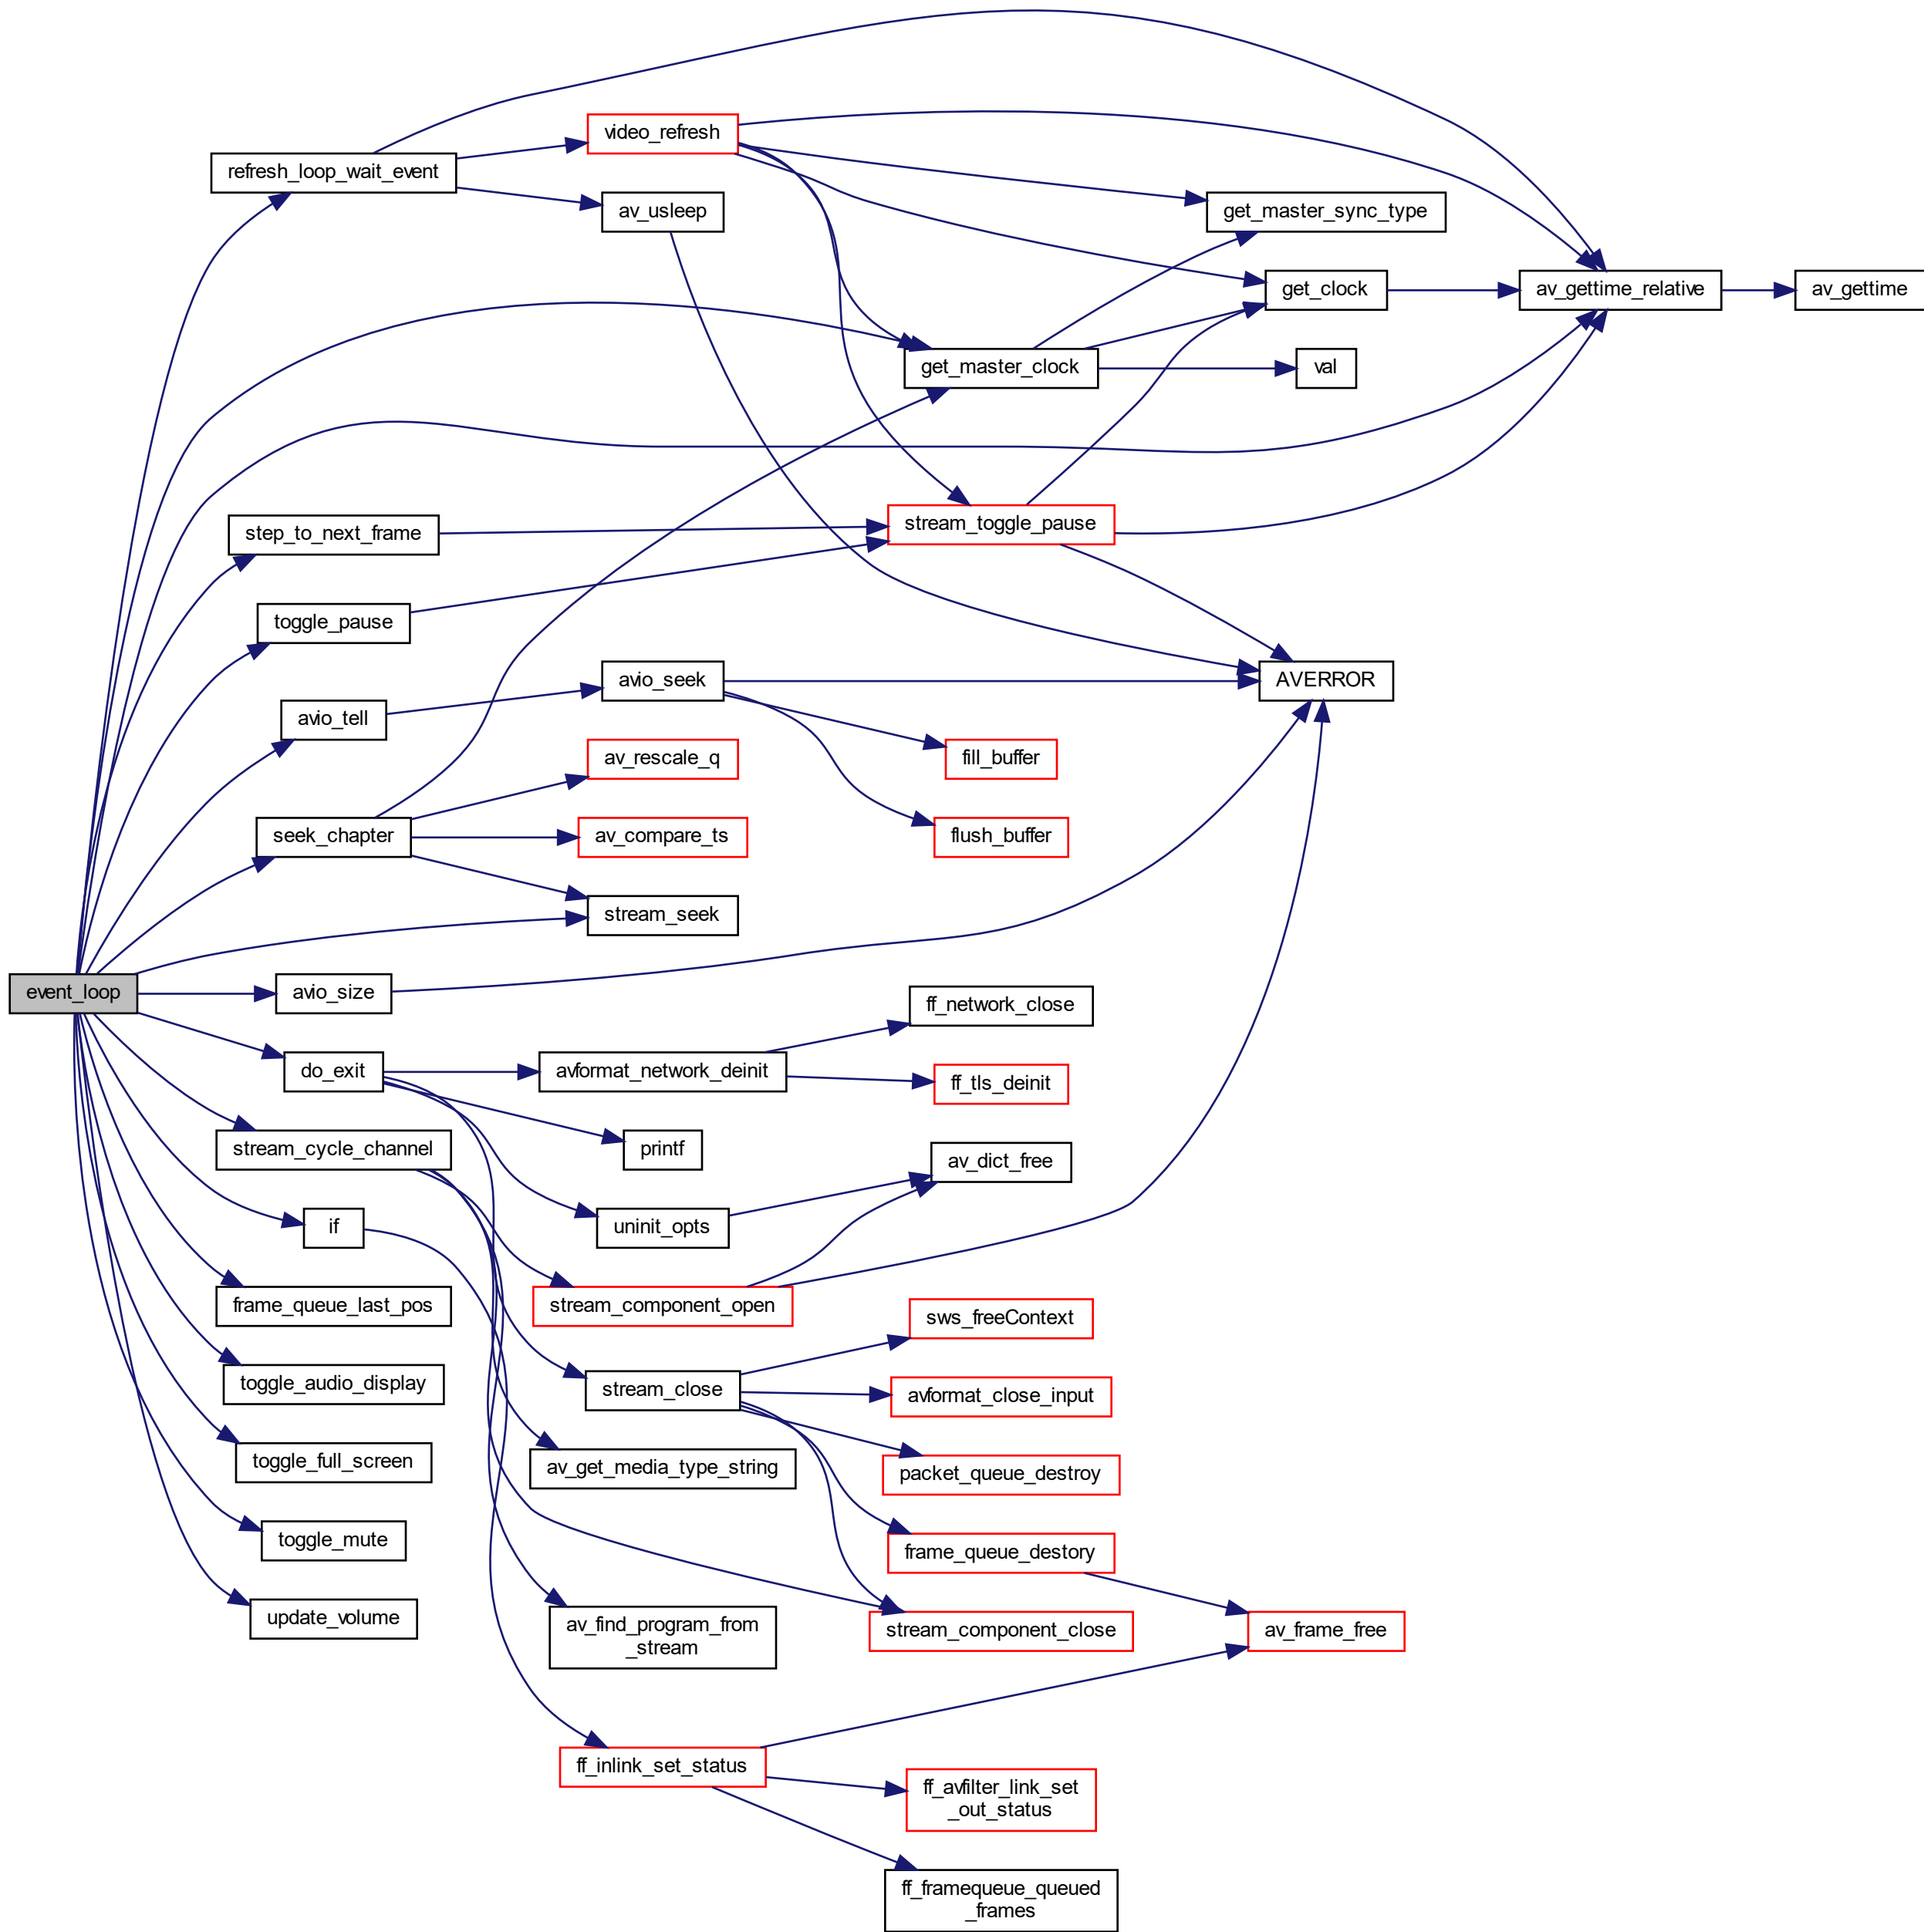 video_refresh
refresh_loop_wait_event
av_usleep
get_master_sync_type
get_clock
av_gettime_relative
av_gettime
get_master_clock
val
step_to_next_frame
stream_toggle_pause
toggle_pause
avio_tell
avio_seek
AVERROR
av_rescale_q
fill_buffer
seek_chapter
av_compare_ts
flush_buffer
stream_seek
event_loop
avio_size
ff_network_close
do_exit
avformat_network_deinit
ff_tls_deinit
stream_cycle_channel
printf
av_dict_free
if
uninit_opts
frame_queue_last_pos
stream_component_open
sws_freeContext
toggle_audio_display
stream_close
avformat_close_input
toggle_full_screen
av_get_media_type_string
packet_queue_destroy
toggle_mute
frame_queue_destory
update_volume
av_find_program_from
_stream
stream_component_close
av_frame_free
ff_inlink_set_status
ff_avfilter_link_set
_out_status
ff_framequeue_queued
_frames